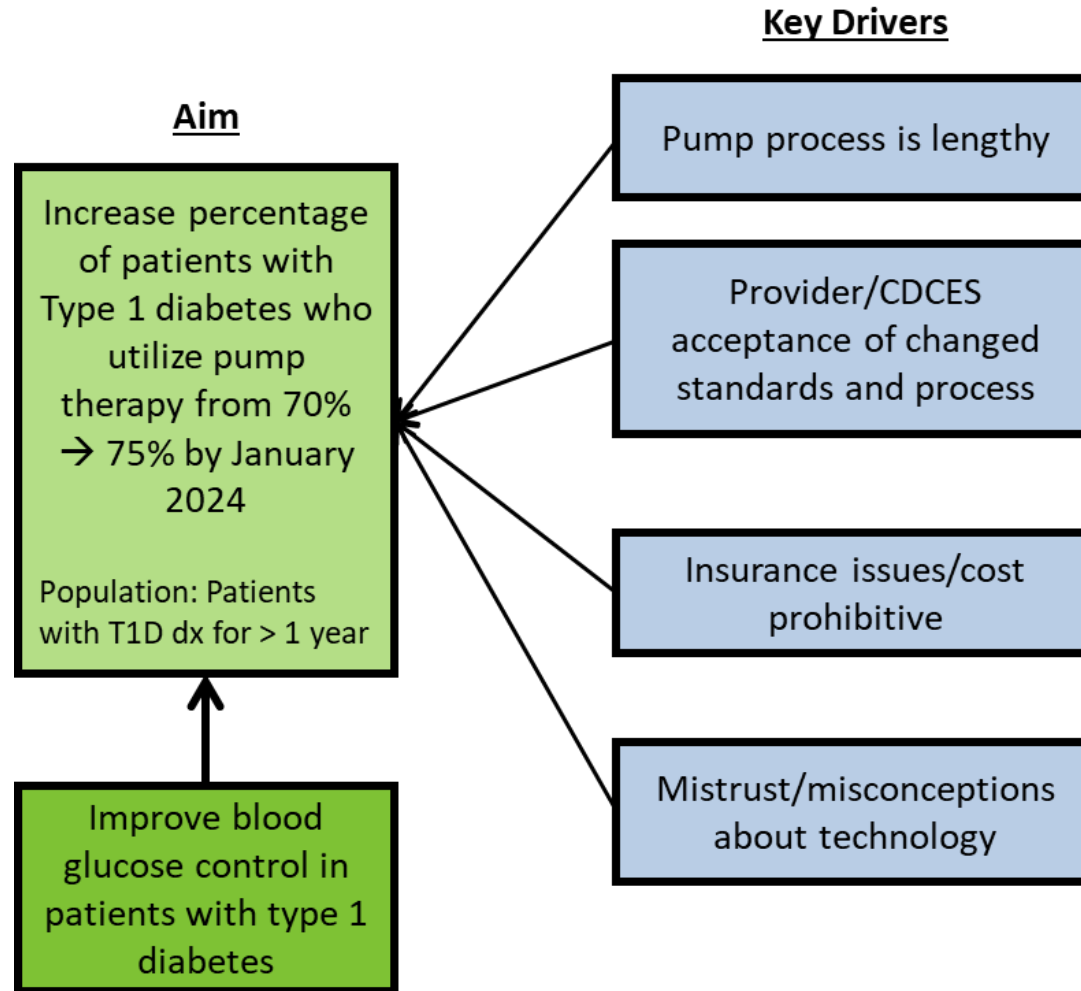 Key Drivers
Aim
Increase percentage
of patients with
Type 1 diabetes who
utilize pump
therapy from 70%
→ 75% by January
2024
Population: Patients
with T1D dx for > 1 year
Improve blood
glucose control in
patients with type 1
diabetes
Pump process is lengthy
Provider/CDCES
acceptance of changed
standards and process
Insurance issues/cost
prohibitive
Mistrust/misconceptions
about technology